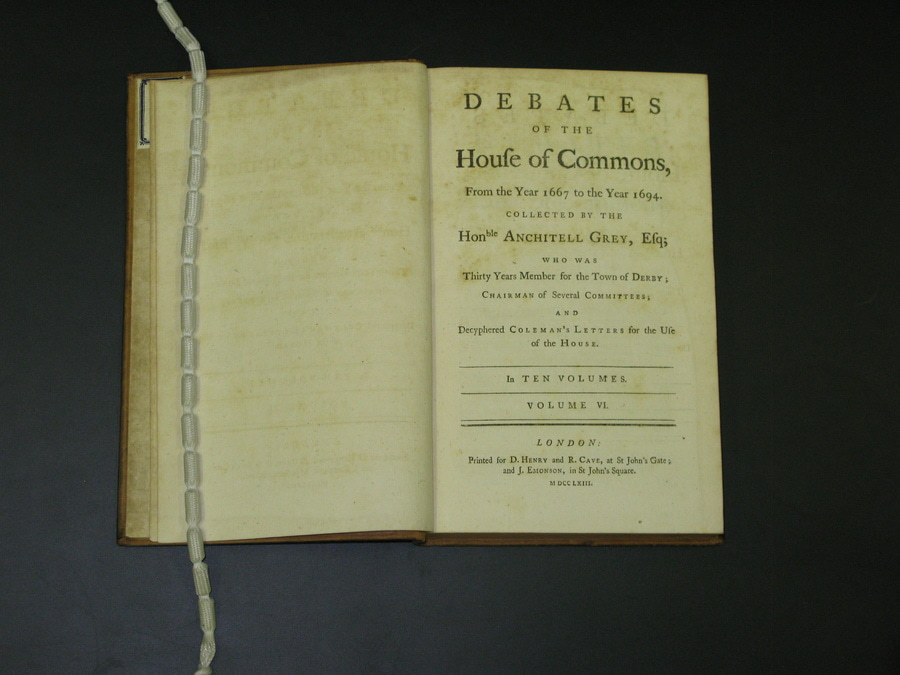 DEBATES
OF THE
Houſe of Commons,
From the Year 1667 to the Year 1694.
COLLECTED BY THE
Honble ANCHITELL GREY, Eſq;
WHO WAS
Thirty Years Member for the Town of DERBY;
CHAIRMAN of Several COMMITTEES;
AND
Decyphered COLEMAN'S LETTERS for the Uſe
of the HOUSE.
In TEN VOLUMES.
VOLUME VI.
LONDON:
Printed for D. HENRY and R. CAVE, at St John's Gate;
and J. EMONSON, in St John's Square.
M DCC LXIII.